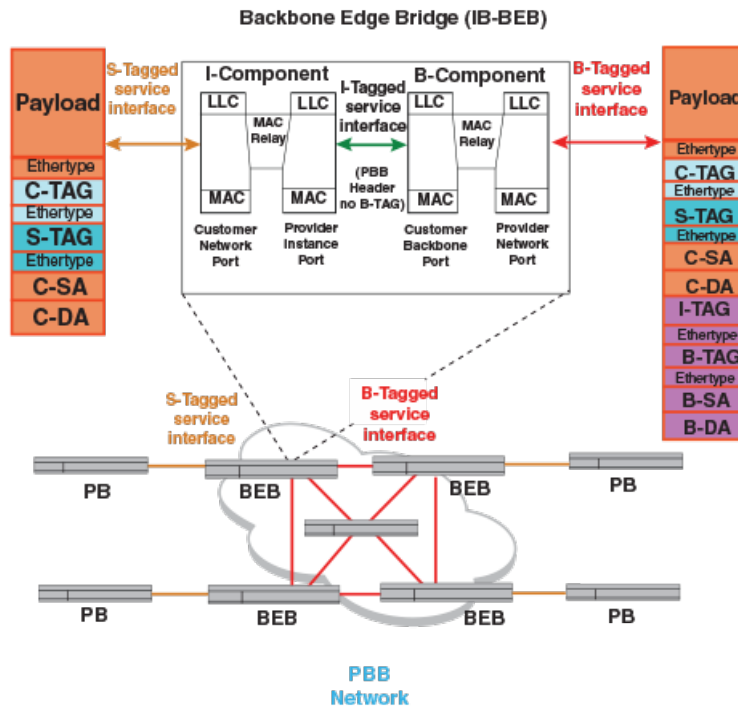 Backbone Edge Bridge (IB-BEB)
Payload
Ethertype
C-TAG
Ethertype
S-TAG
Ethertype
C-SA
C-DA
S-Tagged
service
interface
I-Component
LLC
LLC
MAC
Relay
MAC
MAC
Customer
Network
Port
Provider
Instance
Port
I-Tagged
service
interface
(PBB
Header
no B-TAG)
B-Component
LLC
LLC
MAC
Relay
MAC
MAC
Customer
Backbone
Port
Provider
Network
Port
B-Tagged
service
interface
Payload
Ethertype
C-TAG
Ethertype
S-TAG
Ethertype
C-SA
C-DA
I-TAG
Ethertype
B-TAG
Ethertype
B-SA
B-DA
S-Tagged
service
interface
B-Tagged
service
interface
PB
BEB
BEB
PB
PB
BEB
BEB
PB
PBB
Network